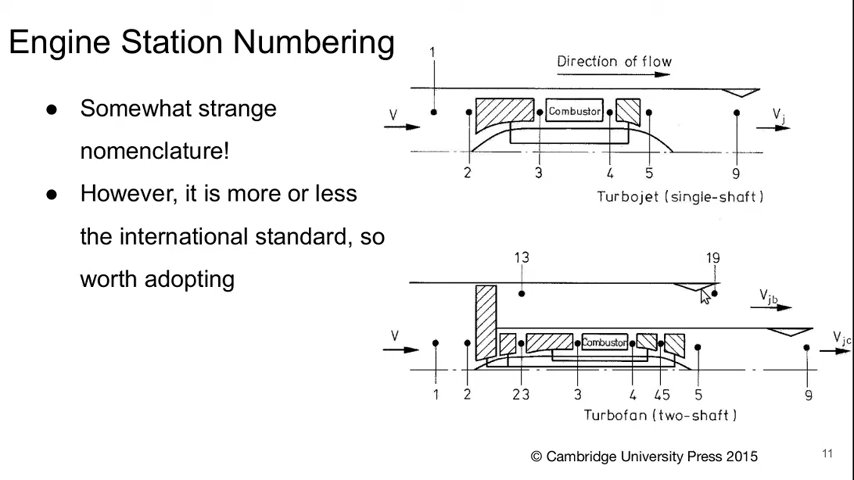 Engine Station Numbering
● Somewhat strange
nomenclature!
● However, it is more or less
the international standard, so
worth adopting
1
Direction of flow
V
Combustor
Vj
2 3 4 5 9
Turbojet (single-shaft)
13 19
Vjb
V
Combustor
Vjc
1 2 23 3 4 45 5 9
Turbofan (two-shaft)
© Cambridge University Press 2015
11